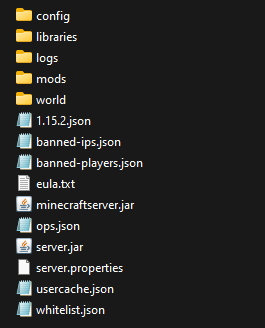 config
libraries
logs
mods
world
1.15.2.json
banned-ips.json
banned-players.json
eula.txt
minecraftserver.jar
ops.json
server.jar
server.properties
usercache.json
whitelist.json